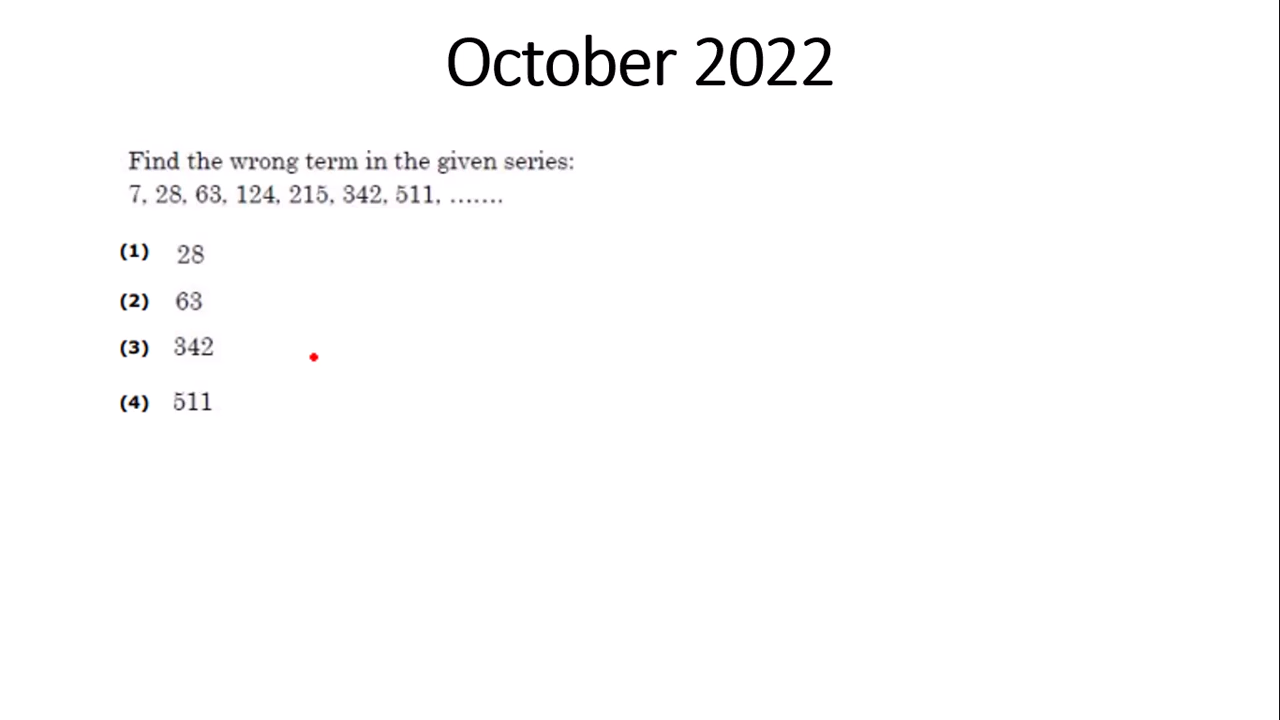 October 2022
Find the wrong term in the given series:
7, 28, 63, 124, 215, 342, 511, .......
(1) 28
(2) 63
(3) 342
(4) 511